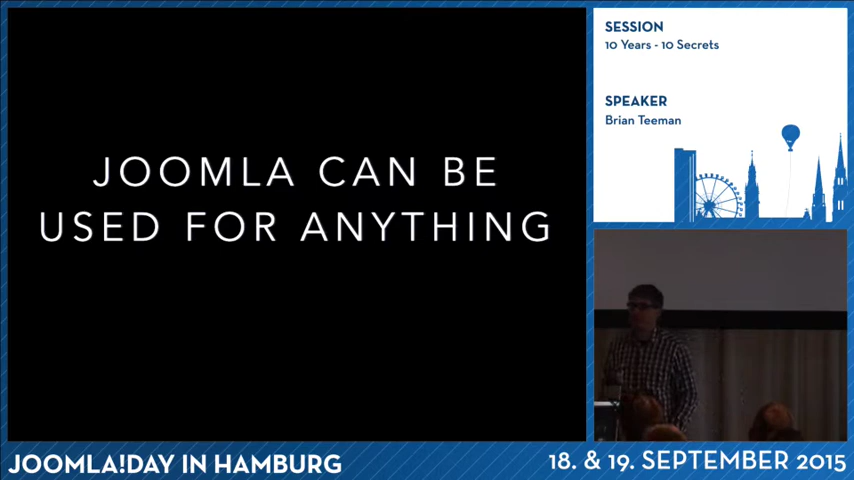 JOOMLA CAN BE
USED FOR ANYTHING
SESSION
10 Years - 10 Secrets
SPEAKER
Brian Teeman
JOOMLA!DAY IN HAMBURG
18. & 19. SEPTEMBER 2015